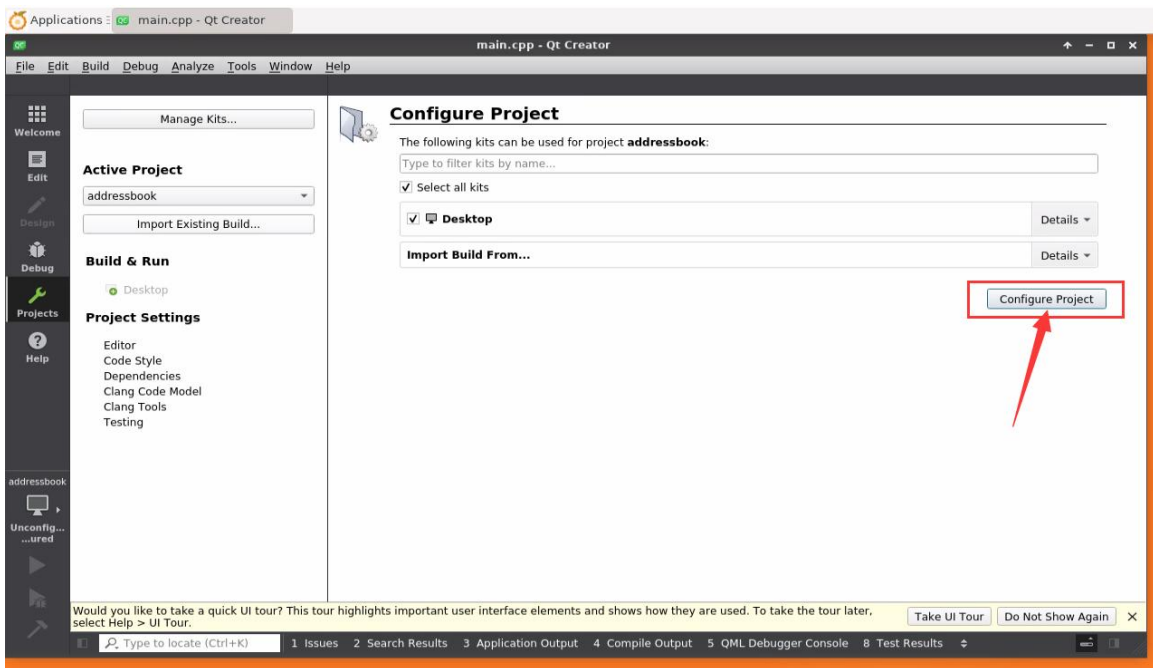 Applications
main.cpp - Qt Creator
main.cpp - Qt Creator
File Edit Build Debug Analyze Tools Window Help
Welcome
Edit
Design
Debug
Projects
Help
Manage Kits...
Active Project
addressbook
Import Existing Build...
Build & Run
Desktop
Project Settings
Editor
Code Style
Dependencies
Clang Code Model
Clang Tools
Testing
Configure Project
The following kits can be used for project addressbook:
Type to filter kits by name...
Select all kits
Desktop
Details
Import Build From...
Details
Configure Project
addressbook
Unconfig...
...ured
Would you like to take a quick UI tour? This tour highlights important user interface elements and shows how they are used. To take the tour later,
select Help > UI Tour.
Take UI Tour
Do Not Show Again
Type to locate (Ctrl+K)
1 Issues 2 Search Results 3 Application Output 4 Compile Output 5 QML Debugger Console 8 Test Results